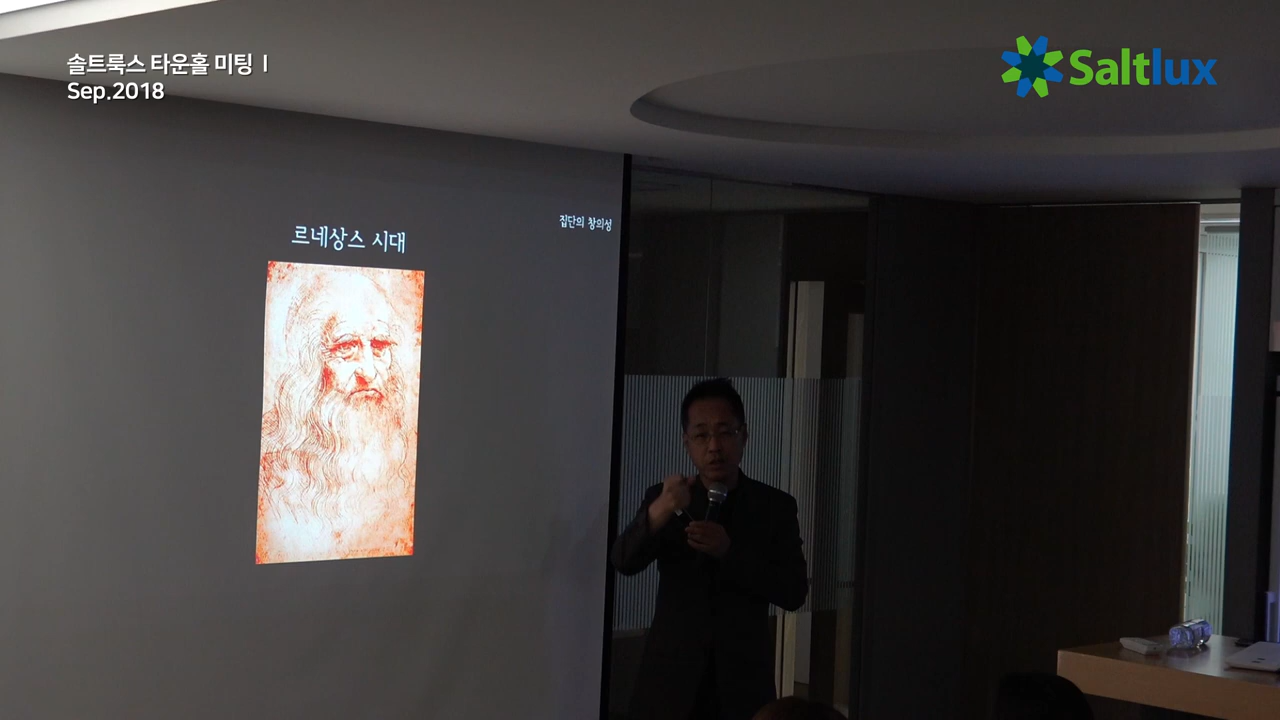 솔트룩스 타운홀 미팅 I
Sep.2018
Saltlux
집단의 창의성
르네상스 시대